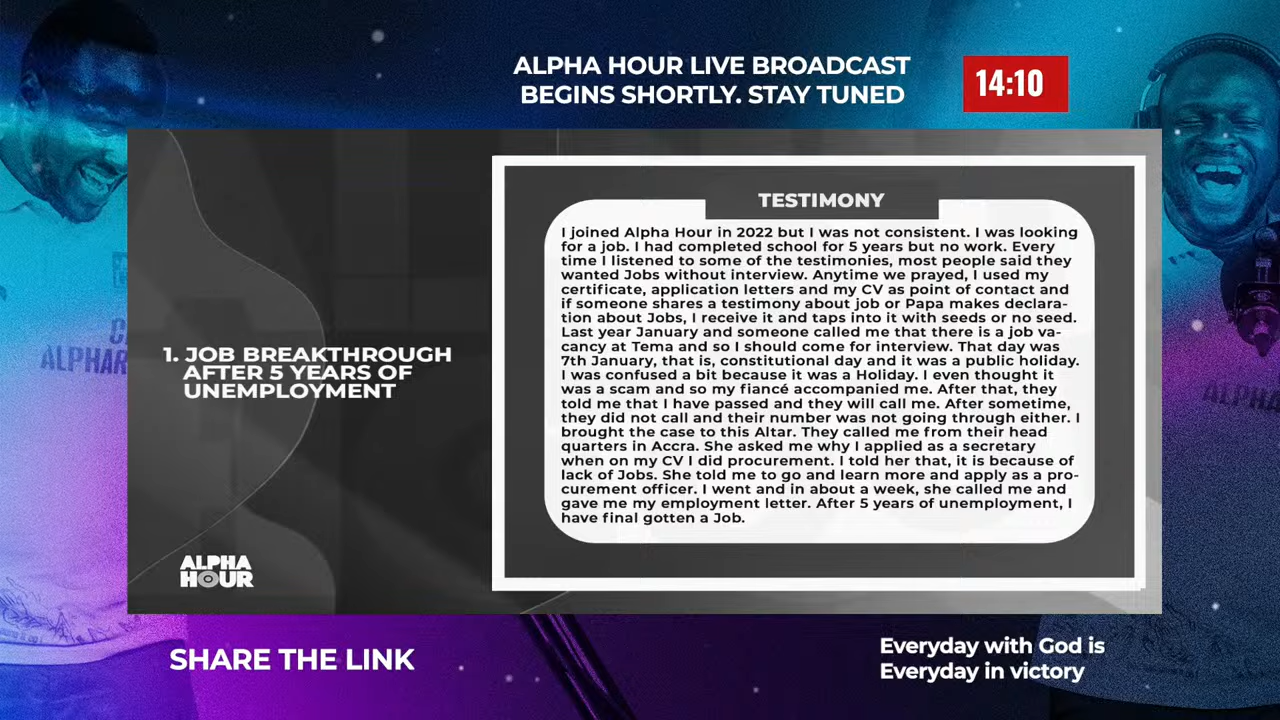 ALPHA HOUR LIVE BROADCAST
BEGINS SHORTLY. STAY TUNED
14:10
TESTIMONY
I joined Alpha Hour in 2022 but I was not consistent. I was looking
for a job. I had completed school for 5 years but no work. Every
time I listened to some of the testimonies, most people said they
wanted Jobs without interview. Anytime we prayed, I used my
certificate, application letters and my CV as point of contact and
if someone shares a testimony about job or Papa makes declara-
tion about Jobs, I receive it and taps into it with seeds or no seed.
Last year January and someone called me that there is a job va-
cancy at Tema and so I should come for interview. That day was
7th January, that is, constitutional day and it was a public holiday.
I was confused a bit because it was a Holiday. I even thought it
was a scam and so my fiancé accompanied me. After that, they
told me that I have passed and they will call me. After sometime,
they did not call and their number was not going through either. I
brought the case to this Altar. They called me from their head
quarters in Accra. She asked me why I applied as a secretary
when on my CV I did procurement. I told her that, it is because of
lack of Jobs. She told me to go and learn more and apply as a pro-
curement officer. I went and in about a week, she called me and
gave me my employment letter. After 5 years of unemployment, I
have final gotten a Job.
1. JOB BREAKTHROUGH
AFTER 5 YEARS OF
UNEMPLOYMENT
ALPHA
HOUR
SHARE THE LINK
Everyday with God is
Everyday in victory